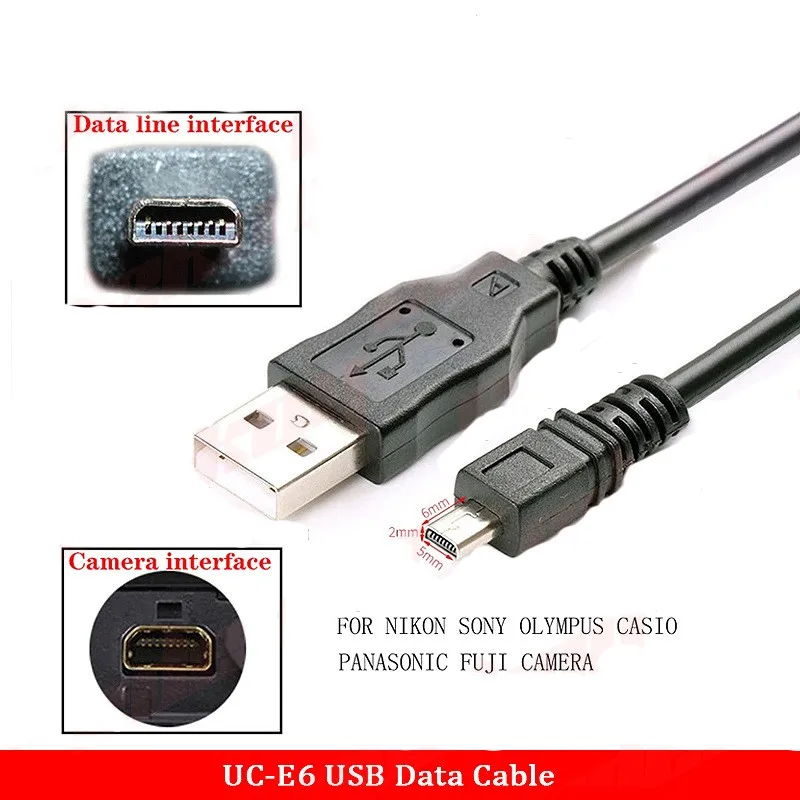 Data line interface
A
G
6mm
2mm
5mm
Camera interface
FOR NIKON SONY OLYMPUS CASIO
PANASONIC FUJI CAMERA
UC-E6 USB Data Cable